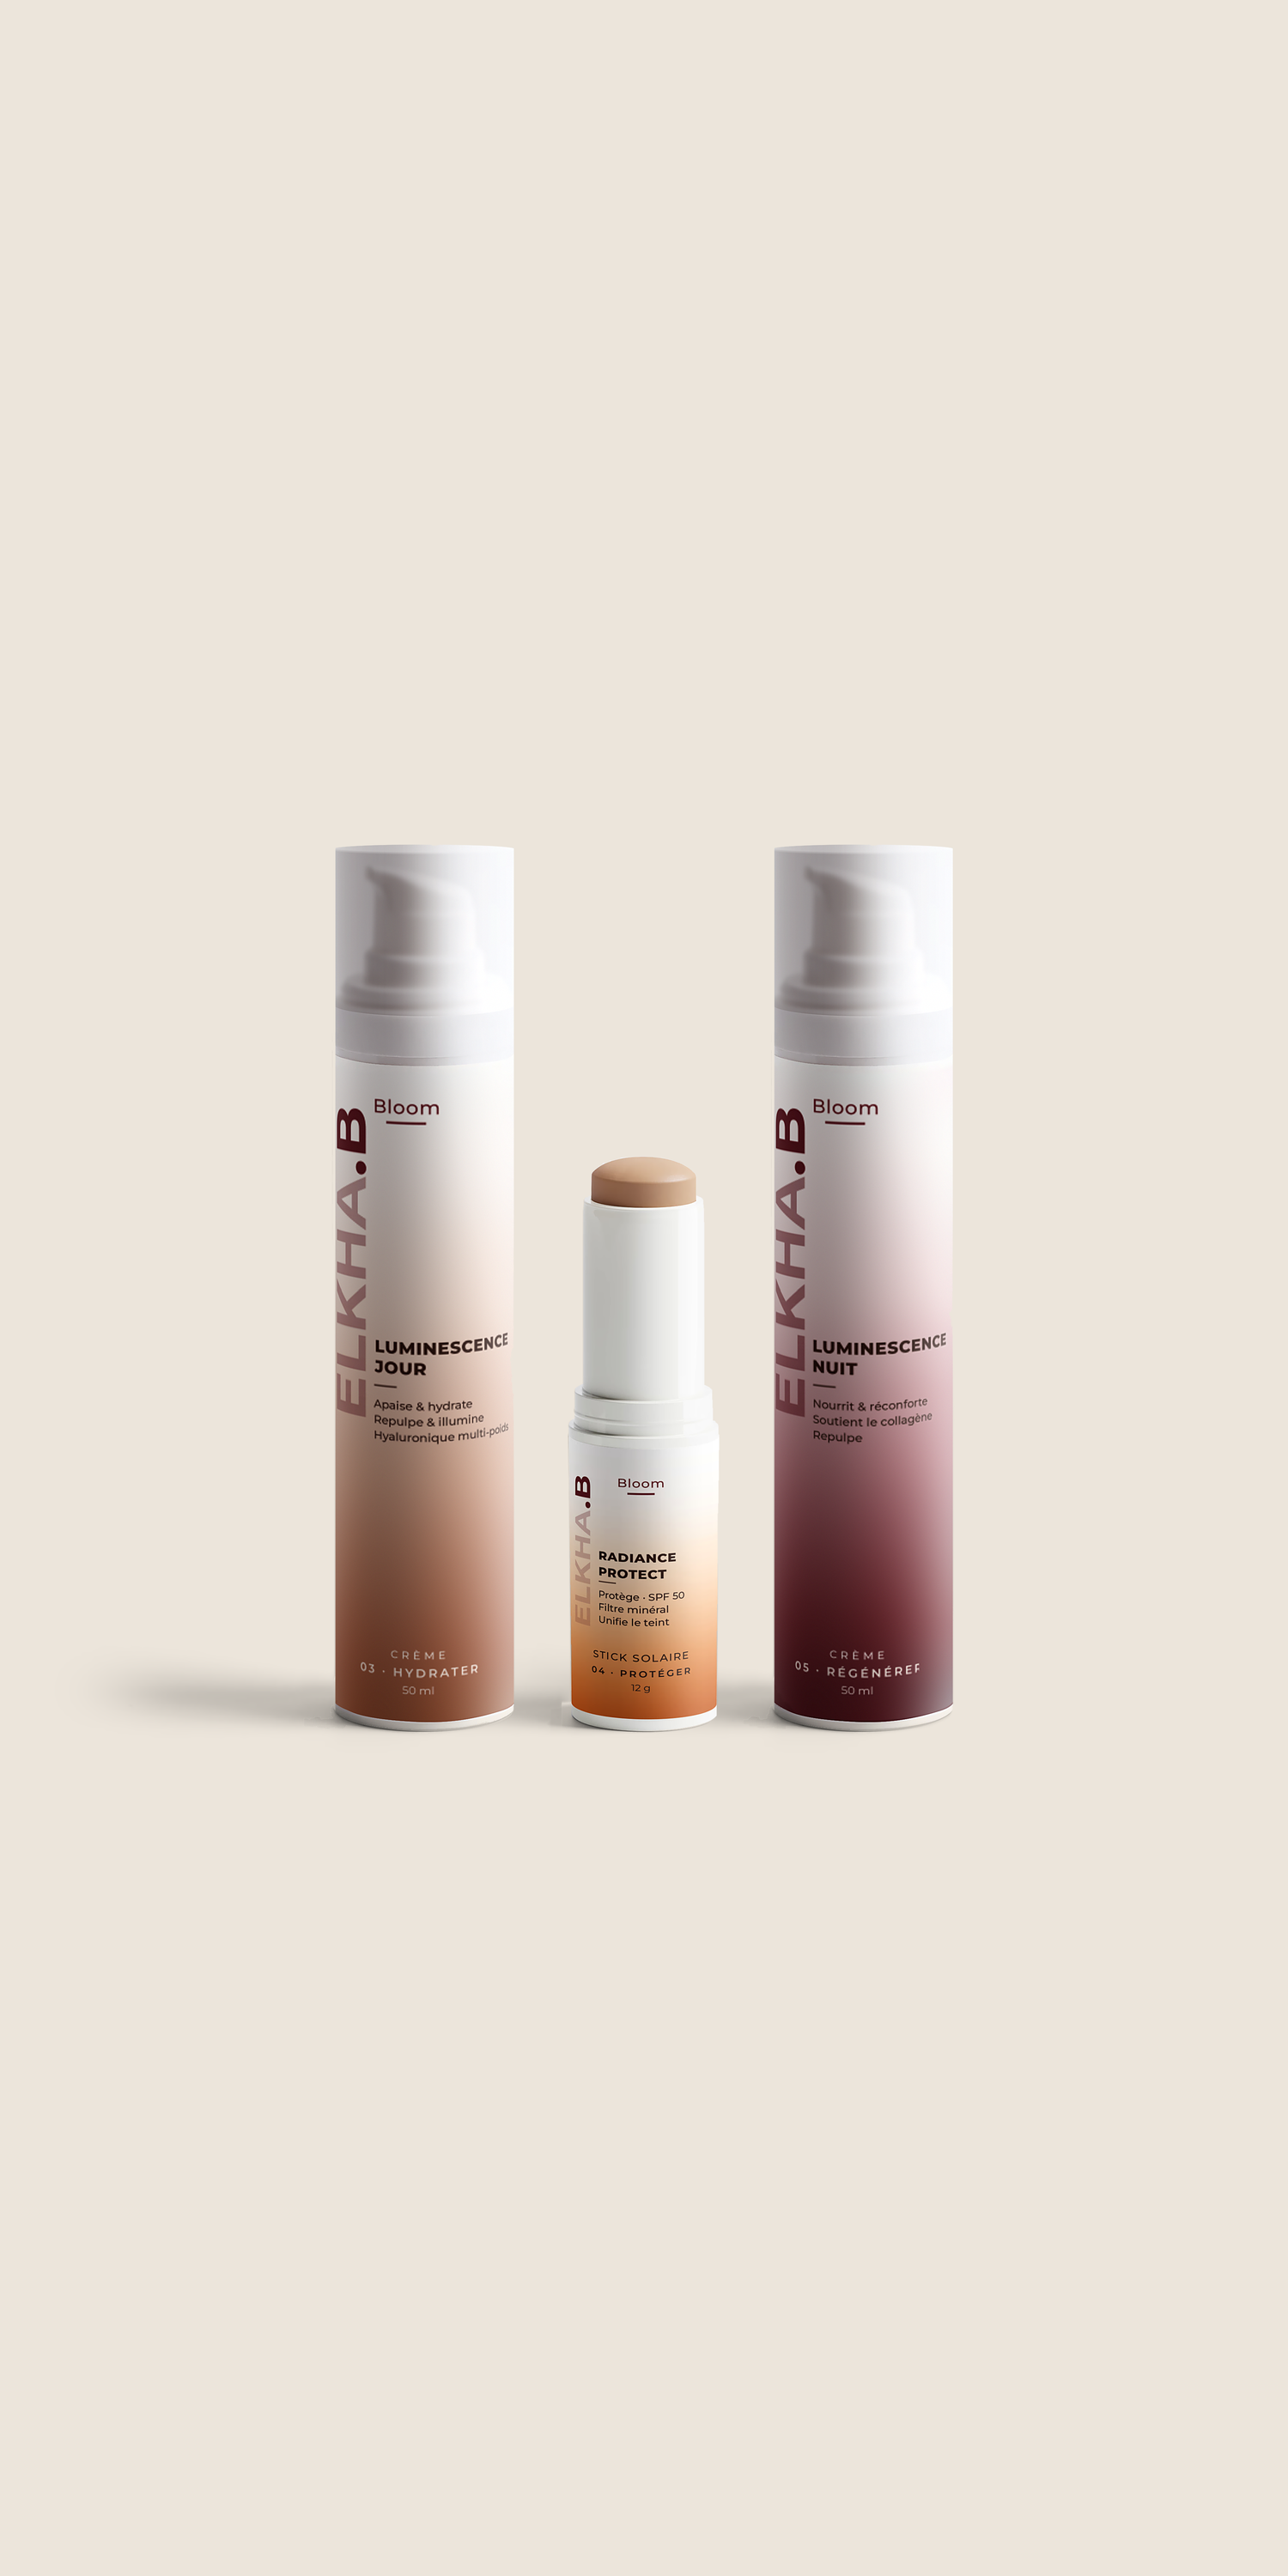 ELKHA.B
Bloom
LUMINESCENCE
JOUR
Apaise & hydrate
Repulpe & illumine
Hyaluronique multi-poids
CRÈME
03 · HYDRATER
50 ml
ELKHA.B
Bloom
RADIANCE
PROTECT
Protège · SPF 50
Filtre minéral
Unifie le teint
STICK SOLAIRE
04 · PROTÉGER
12 g
ELKHA.B
Bloom
LUMINESCENCE
NUIT
Nourrit & réconforte
Soutient le collagène
Repulpe
CRÈME
05 · RÉGÉNÉRER
50 ml